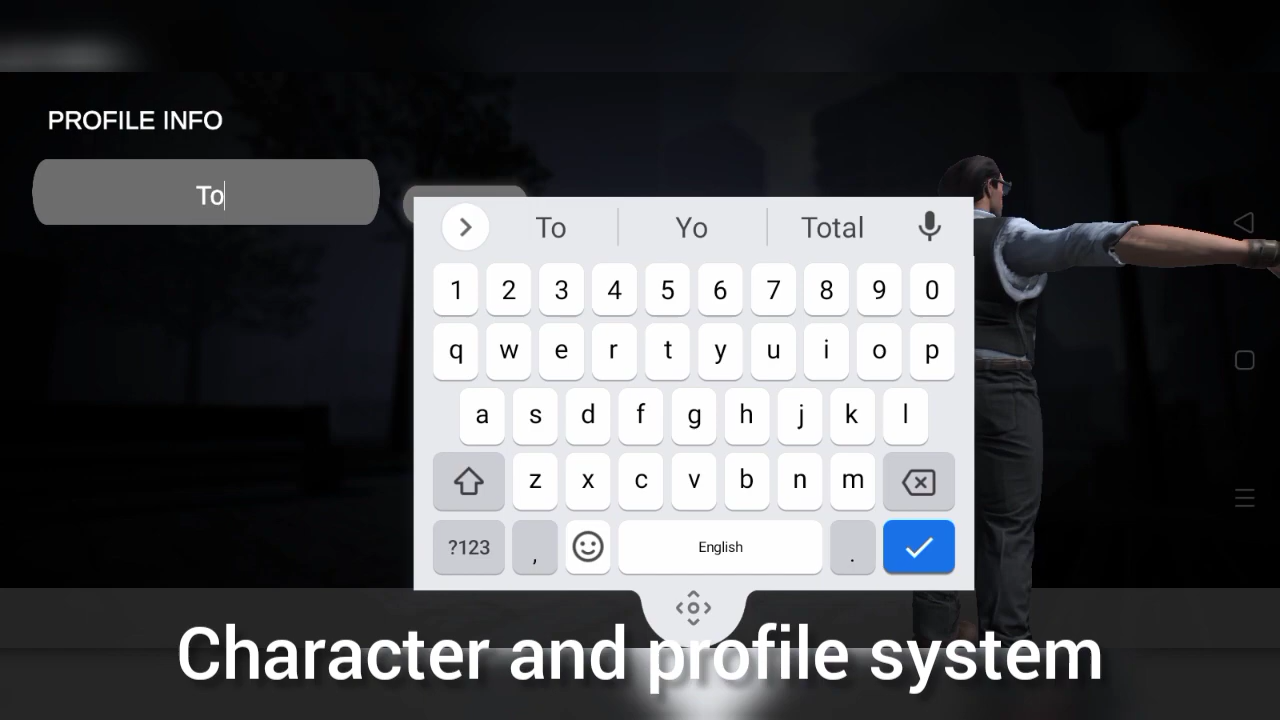 PROFILE INFO
To
To Yo Total
1 2 3 4 5 6 7 8 9 0
q w e r t y u i o p
a s d f g h j k l
z x c v b n m
?123 , English .
Character and profile system